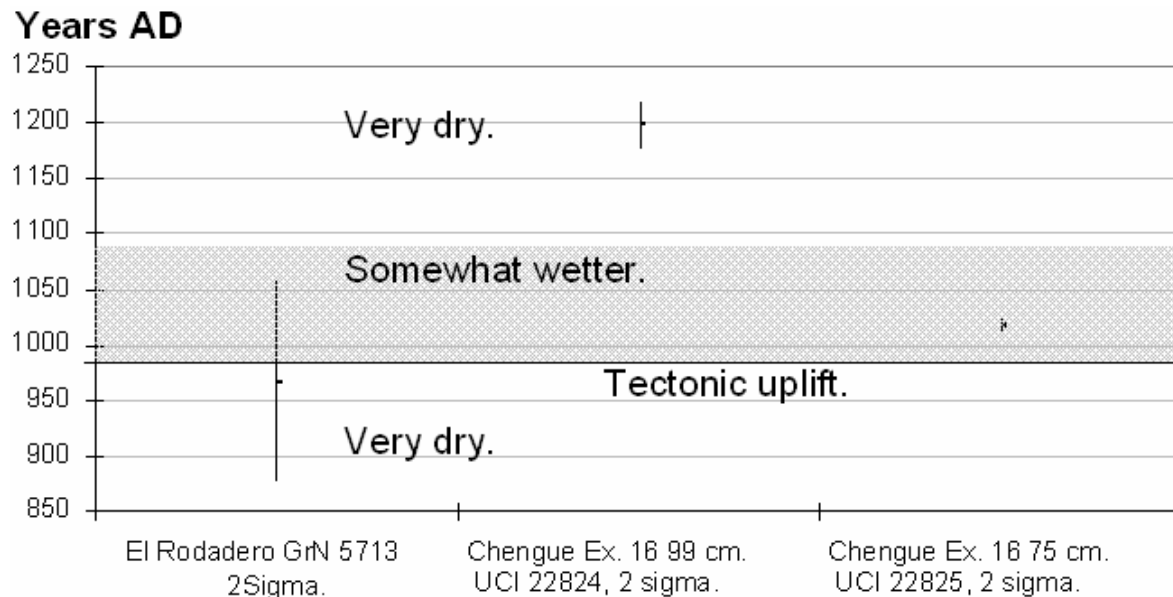 Years AD
1250
1200
Very dry.
1150
1100
Somewhat wetter.
1050
1000
Tectonic uplift.
950
Very dry.
900
850
El Rodadero GrN 5713
2Sigma.
Chengue Ex. 16 99 cm.
UCI 22824, 2 sigma.
Chengue Ex. 16 75 cm.
UCI 22825, 2 sigma.